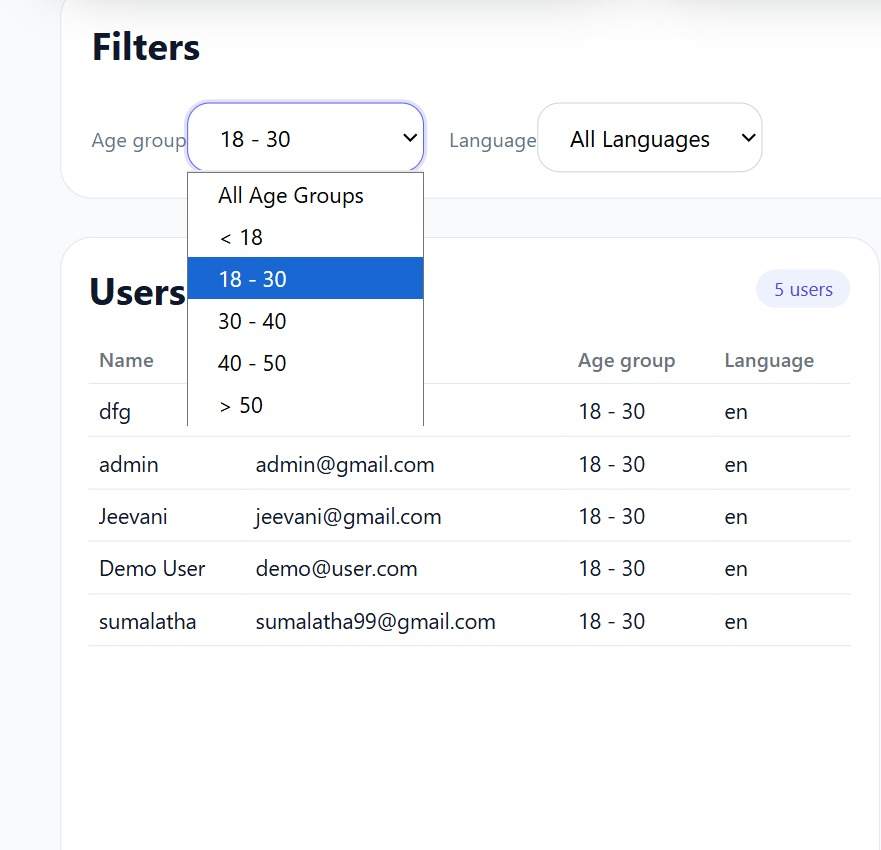 Filters
Age group 18 - 30 Language All Languages
All Age Groups
< 18
18 - 30
30 - 40
40 - 50
> 50
Users 5 users
Name Age group Language
dfg 18 - 30 en
admin admin@gmail.com 18 - 30 en
Jeevani jeevani@gmail.com 18 - 30 en
Demo User demo@user.com 18 - 30 en
sumalatha sumalatha99@gmail.com 18 - 30 en